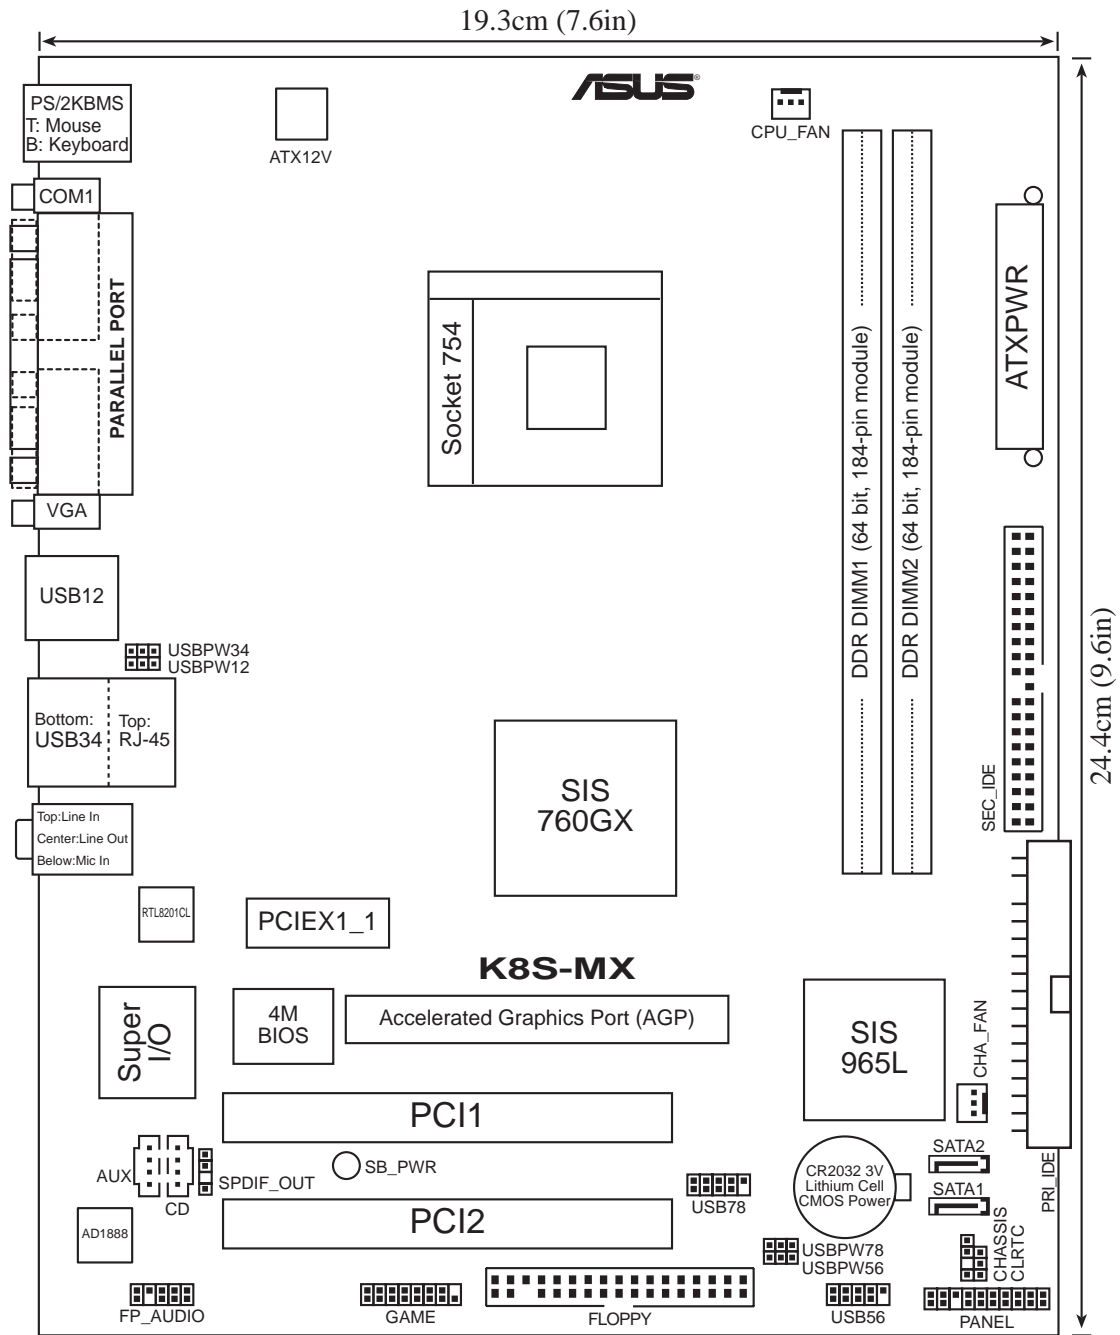 19.3cm (7.6in)
PS/2KBMS
T: Mouse
B: Keyboard
ATX12V
ASUS®
CPU_FAN
COM1
PARALLEL PORT
VGA
Socket 754
DDR DIMM1 (64 bit, 184-pin module)
DDR DIMM2 (64 bit, 184-pin module)
ATXPWR
24.4cm (9.6in)
USB12
USBPW34
USBPW12
Bottom:
USB34
Top:
RJ-45
SIS
760GX
SEC_IDE
Top:Line In
Center:Line Out
Below:Mic In
RTL8201CL
PCIEX1_1
K8S-MX
Super
I/O
4M
BIOS
Accelerated Graphics Port (AGP)
SIS
965L
CHA_FAN
PCI1
AUX
CD
SPDIF_OUT
SB_PWR
USB78
CR2032 3V
Lithium Cell
CMOS Power
SATA2
SATA1
PRI_IDE
AD1888
PCI2
USBPW78
USBPW56
CHASSIS
CLRTC
FP_AUDIO
GAME
FLOPPY
USB56
PANEL